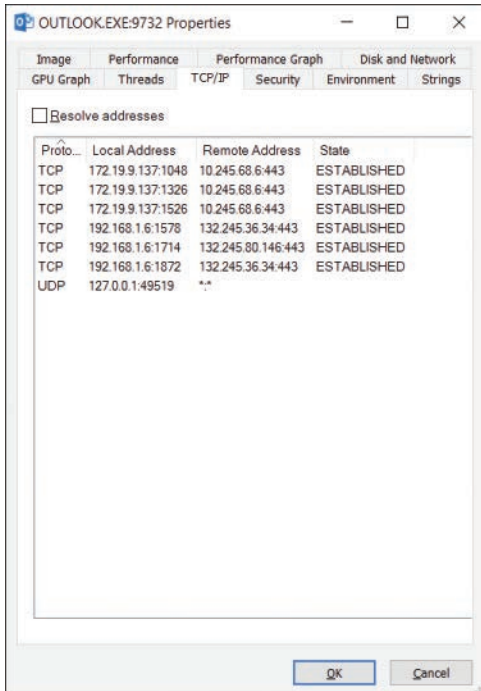 OUTLOOK.EXE:9732 Properties
Image Performance Performance Graph Disk and Network
GPU Graph Threads TCP/IP Security Environment Strings
Resolve addresses
Proto... Local Address Remote Address State
TCP 172.19.9.137:1048 10.245.68.6:443 ESTABLISHED
TCP 172.19.9.137:1326 10.245.68.6:443 ESTABLISHED
TCP 172.19.9.137:1526 10.245.68.6:443 ESTABLISHED
TCP 192.168.1.6:1578 132.245.36.34:443 ESTABLISHED
TCP 192.168.1.6:1714 132.245.80.146:443 ESTABLISHED
TCP 192.168.1.6:1872 132.245.36.34:443 ESTABLISHED
UDP 127.0.0.1:49519 *:*
OK Cancel